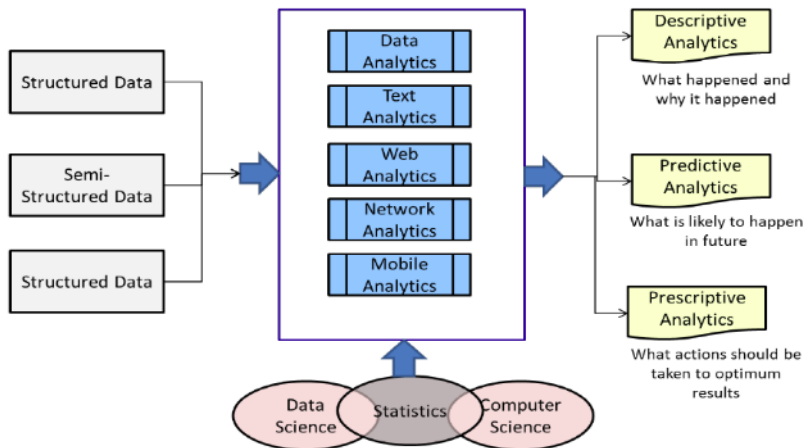 Structured Data
Semi-
Structured Data
Structured Data
Data
Analytics
Text
Analytics
Web
Analytics
Network
Analytics
Mobile
Analytics
Data
Science
Statistics
Computer
Science
Descriptive
Analytics
What happened and
why it happened
Predictive
Analytics
What is likely to happen
in future
Prescriptive
Analytics
What actions should be
taken to optimum
results